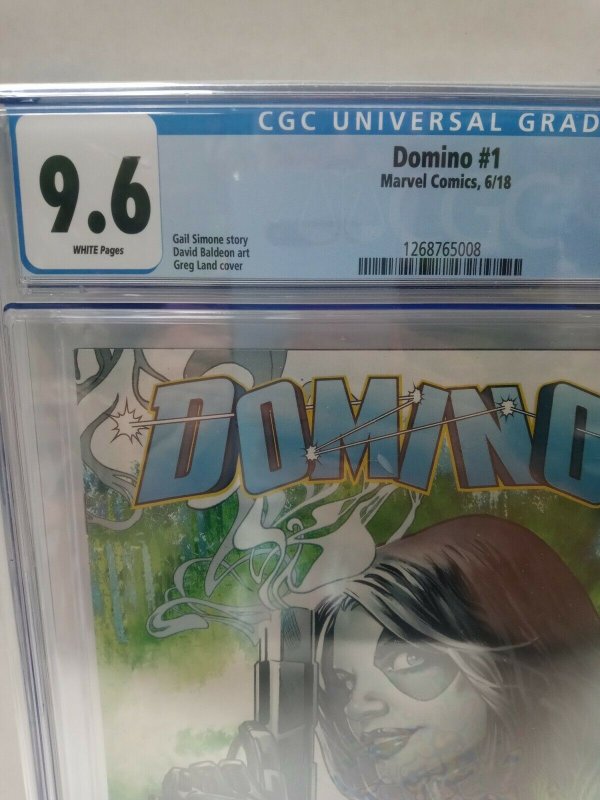 CGC UNIVERSAL GRAD
9.6
WHITE Pages
Domino #1
Marvel Comics, 6/18
Gail Simone story
David Baldeon art
Greg Land cover
1268765008
DOMINO